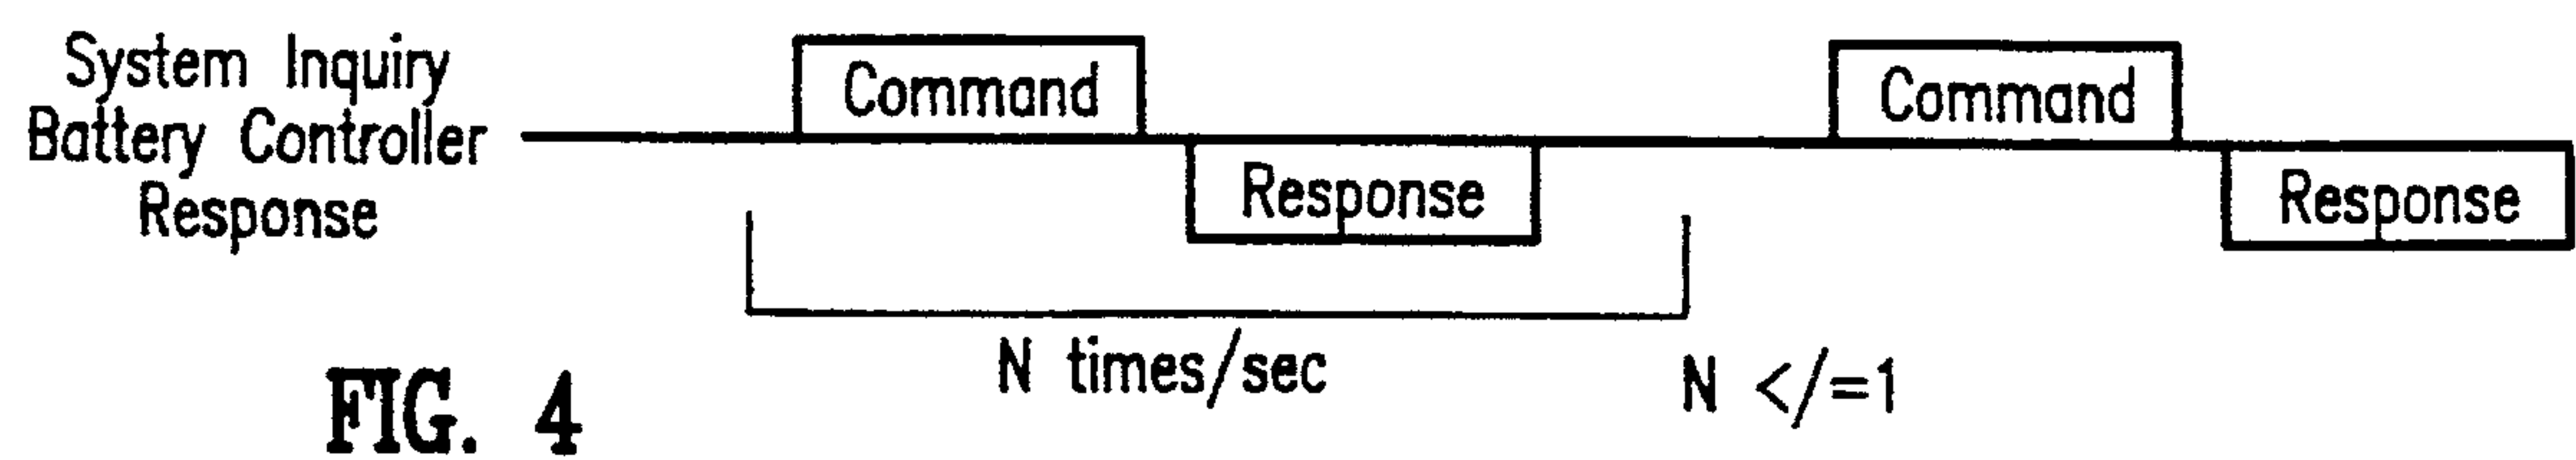 System Inquiry
Battery Controller
Response
Command
Response
Command
Response
N times/sec
N </=1
FIG. 4